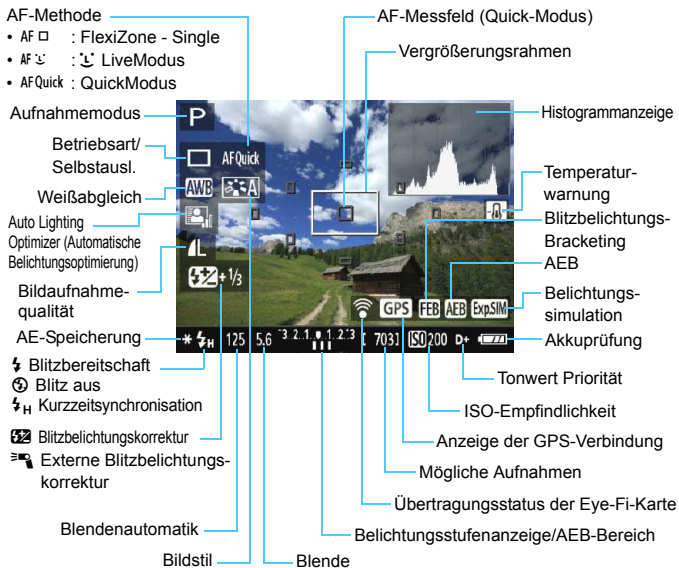 AF-Methode
• AF □ : FlexiZone - Single
• AF : LiveModus
• AFQuick : QuickModus
Aufnahmemodus
Betriebsart/
Selbstausl.
Weißabgleich
Auto Lighting
Optimizer (Automatische
Belichtungsoptimierung)
Bildaufnahme-
qualität
AE-Speicherung
Blitzbereitschaft
Blitz aus
H Kurzzeitsynchronisation
Blitzbelichtungskorrektur
Externe Blitzbelichtungs-
korrektur
Blendenautomatik
Bildstil
Blende
AF-Messfeld (Quick-Modus)
Vergrößerungsrahmen
Histogrammanzeige
Temperatur-
warnung
Blitzbelichtungs-
Bracketing
AEB
Belichtungs-
simulation
Akkuprüfung
Tonwert Priorität
ISO-Empfindlichkeit
Anzeige der GPS-Verbindung
Mögliche Aufnahmen
Übertragungsstatus der Eye-Fi-Karte
Belichtungsstufenanzeige/AEB-Bereich
P
AFQuick
AWB A
L
+1/3
GPS FEB AEB Exp.SIM
* H 125 5.6 -3..2..1..0..1..2.:3 [ 703] ISO 200 D+